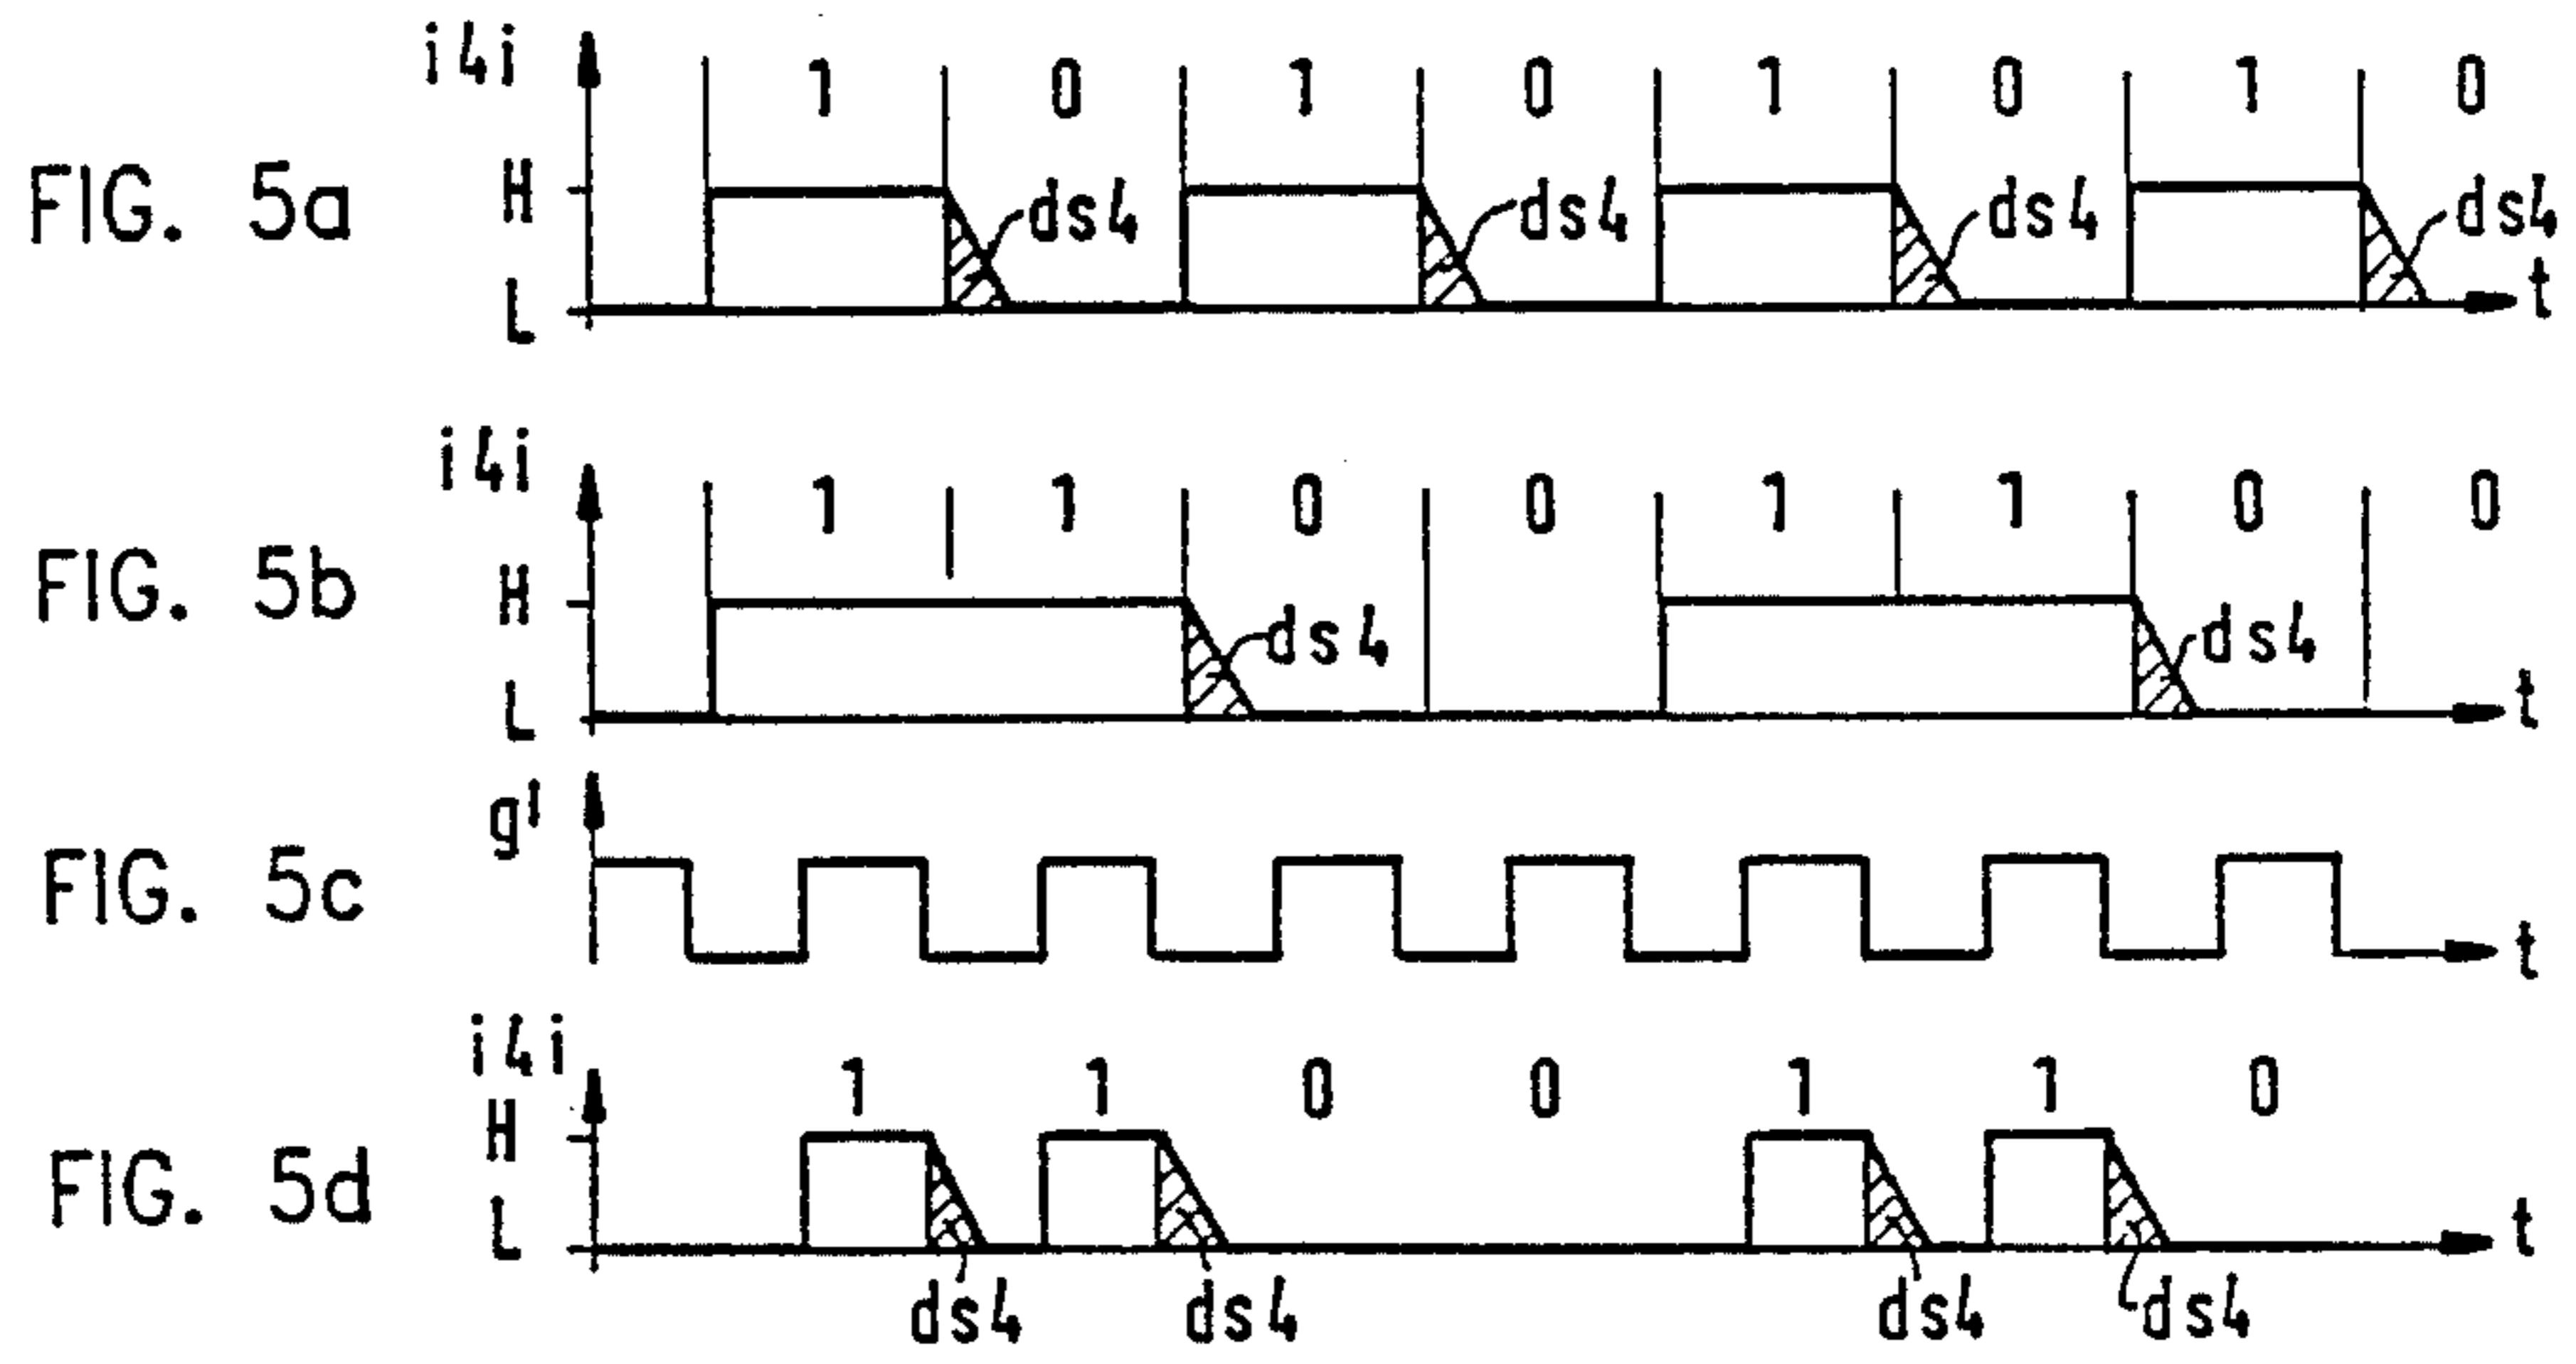 i4i
1 0 1 0 1 0 1 0
FIG. 5a
H
ds4 ds4 ds4 ds4
L
t
i4i
1 1 0 0 1 1 0 0
FIG. 5b
H
ds4 ds4
L
t
g'
FIG. 5c
t
i4i
1 1 0 0 1 1 0
H
FIG. 5d
L
t
ds4 ds4 ds4 ds4